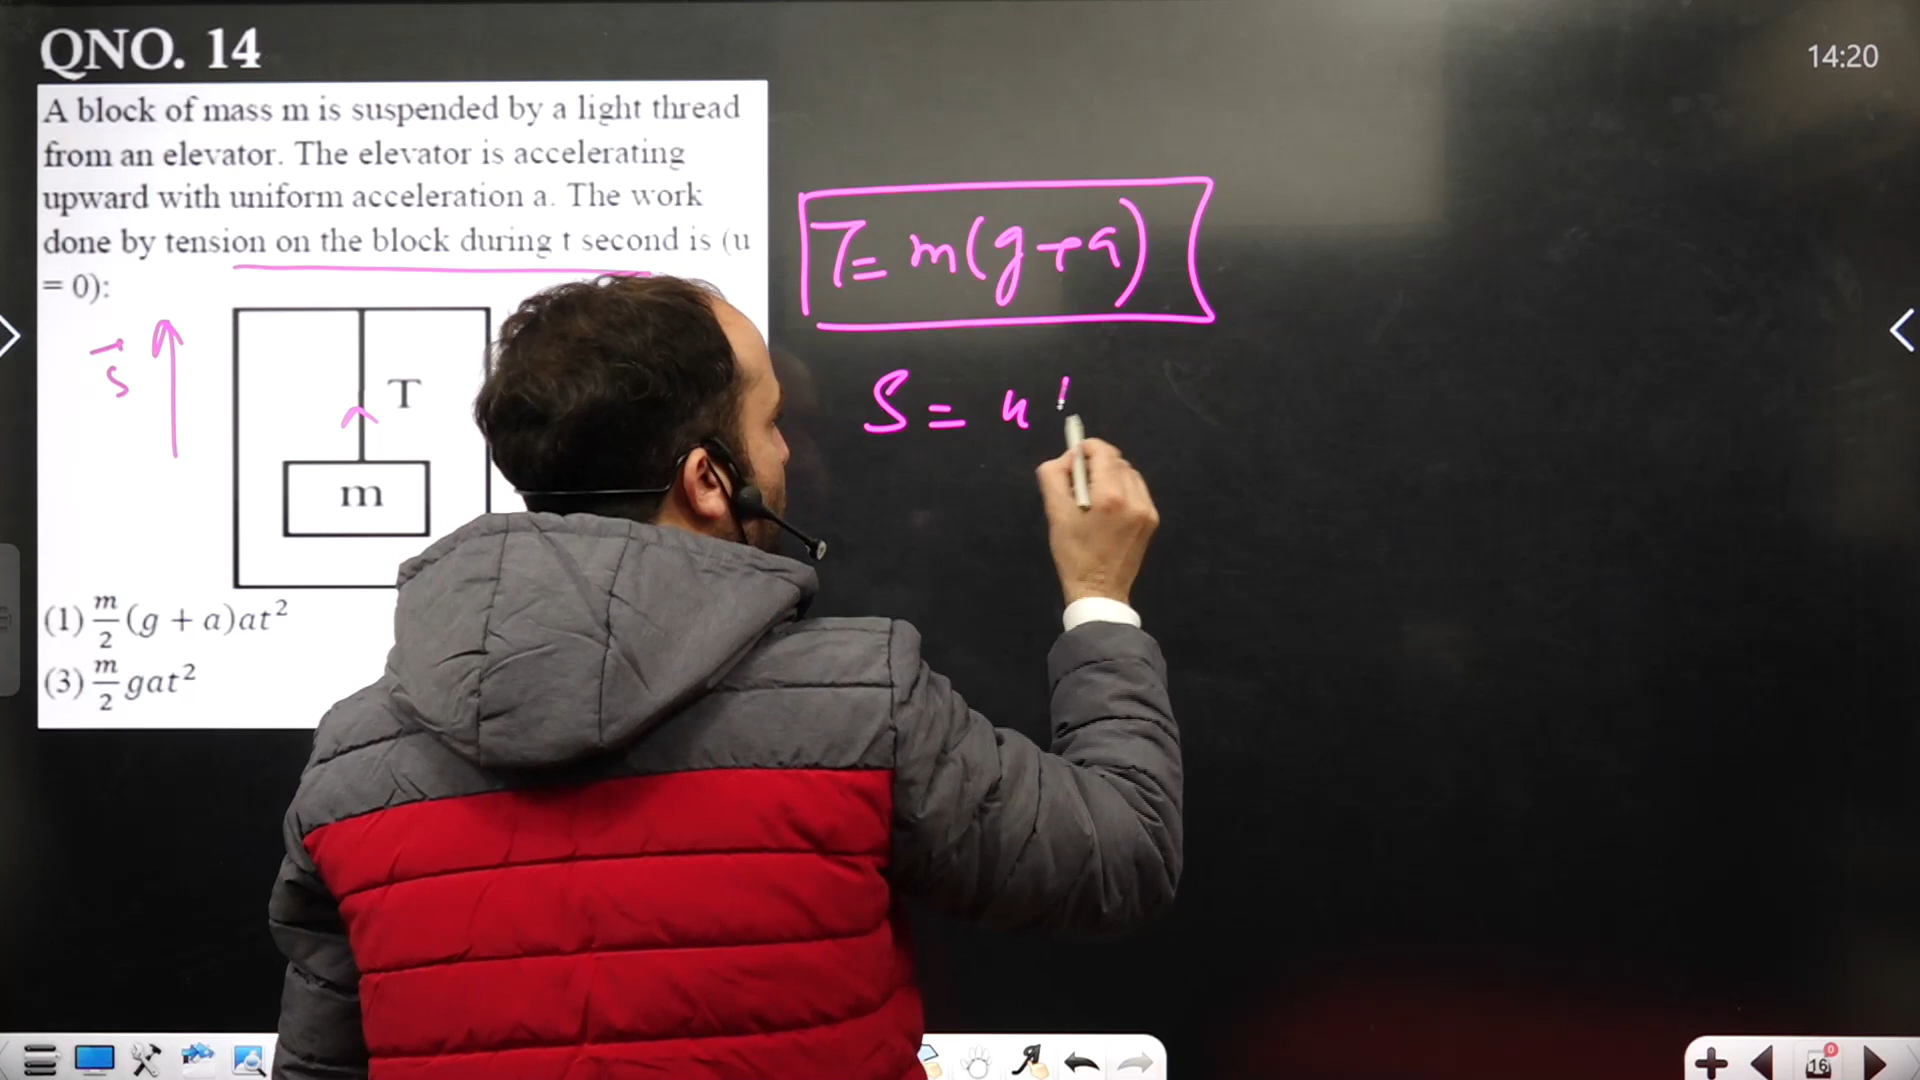 QNO. 14
14:20
A block of mass m is suspended by a light thread
from an elevator. The elevator is accelerating
upward with uniform acceleration a. The work
done by tension on the block during t second is (u
= 0):
T
m
s⃗
(1) m/2 (g + a)at²
(3) m/2 gat²
T = m(g+a)
S = u
16
0